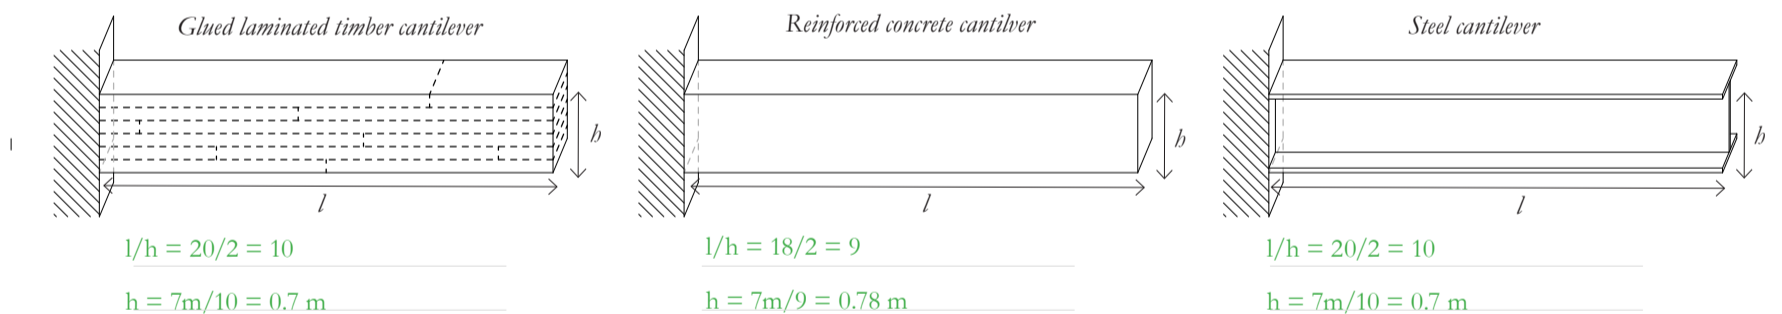 Glued laminated timber cantilever
h
l
l/h = 20/2 = 10
h = 7m/10 = 0.7 m
Reinforced concrete cantilver
h
l
l/h = 18/2 = 9
h = 7m/9 = 0.78 m
Steel cantilever
h
l
l/h = 20/2 = 10
h = 7m/10 = 0.7 m